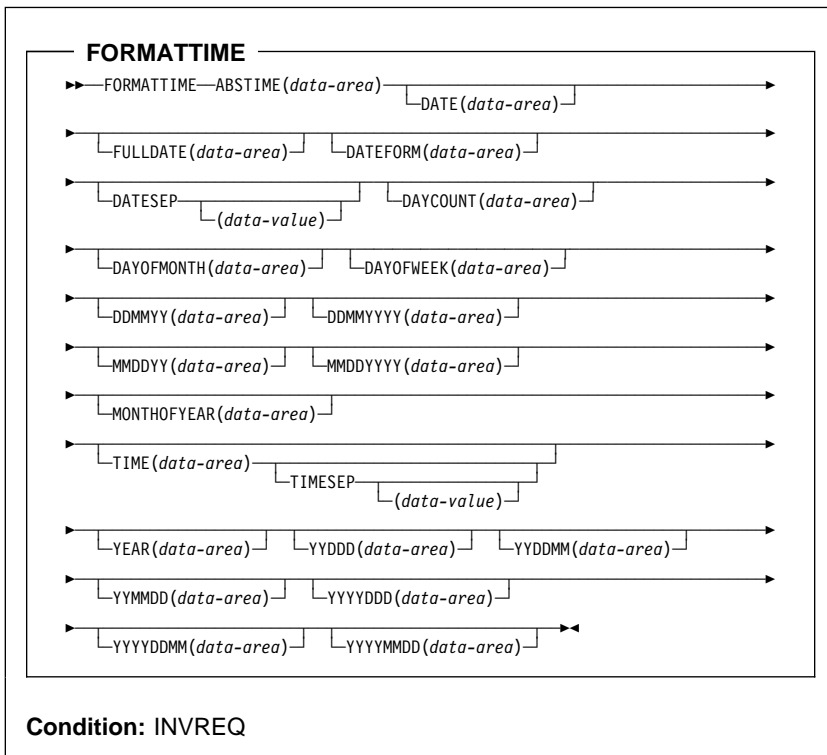 FORMATTIME
FORMATTIME ABSTIME(data-area)
DATE(data-area)
FULLDATE(data-area) DATEFORM(data-area)
DATESEP DAYCOUNT(data-area)
(data-value)
DAYOFMONTH(data-area) DAYOFWEEK(data-area)
DDMMYY(data-area) DDMMYYYY(data-area)
MMDDYY(data-area) MMDDYYYY(data-area)
MONTHOFYEAR(data-area)
TIME(data-area)
TIMESEP
(data-value)
YEAR(data-area) YYDDD(data-area) YYDDMM(data-area)
YYMMDD(data-area) YYYYDDD(data-area)
YYYYDDMM(data-area) YYYYMMDD(data-area)
Condition: INVREQ